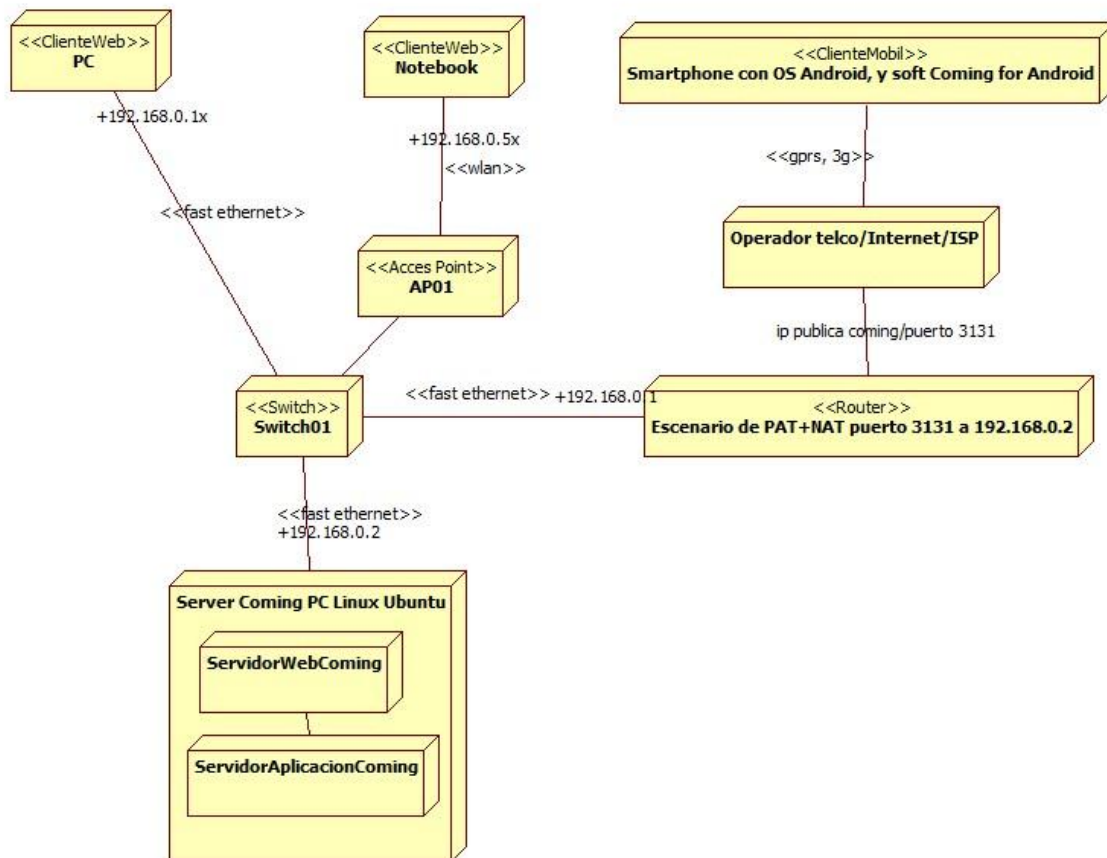 <<ClienteWeb>>
PC
<<ClienteWeb>>
Notebook
<<ClienteMobil>>
Smartphone con OS Android, y soft Coming for Android
+192.168.0.1x
+192.168.0.5x
<<wlan>>
<<gprs, 3g>>
<<fast ethernet>>
Operador telco/Internet/ISP
<<Acces Point>>
AP01
ip publica coming/puerto 3131
<<fast ethernet>>
+192.168.0.1
<<Switch>>
Switch01
<<Router>>
Escenario de PAT+NAT puerto 3131 a 192.168.0.2
<<fast ethernet>>
+192.168.0.2
Server Coming PC Linux Ubuntu
ServidorWebComing
ServidorAplicacionComing